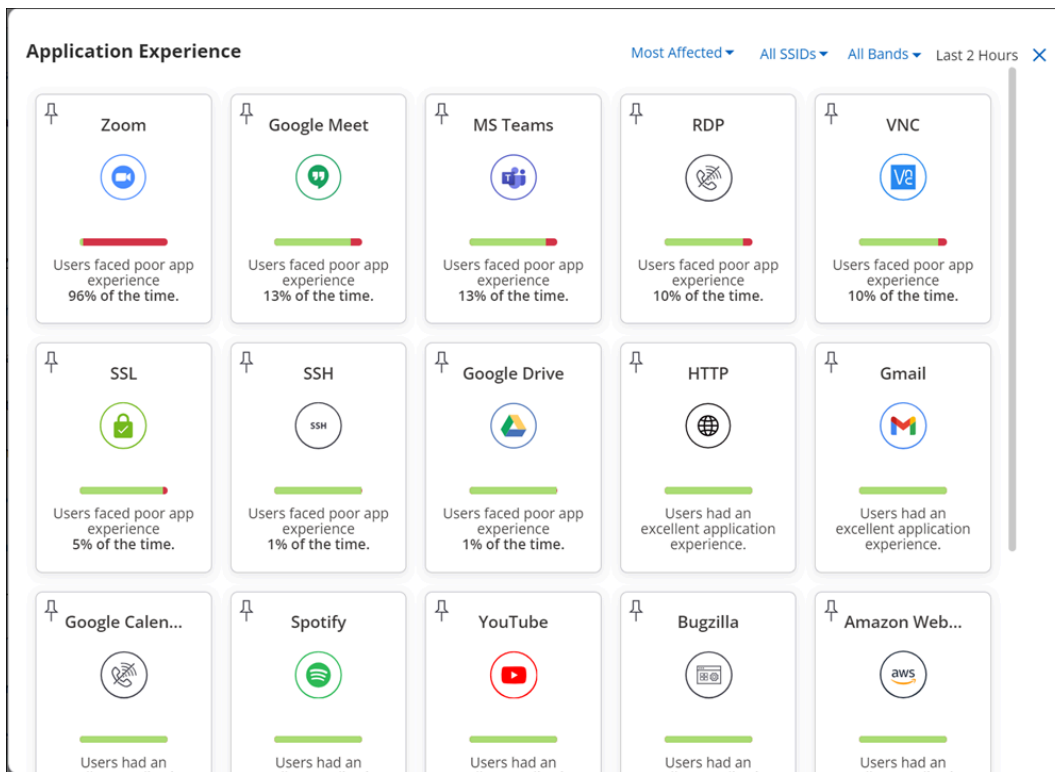 Application Experience
Most Affected All SSIDs All Bands Last 2 Hours
Zoom
Users faced poor app
experience
96% of the time.
Google Meet
Users faced poor app
experience
13% of the time.
MS Teams
Users faced poor app
experience
13% of the time.
RDP
Users faced poor app
experience
10% of the time.
VNC
Users faced poor app
experience
10% of the time.
SSL
Users faced poor app
experience
5% of the time.
SSH
SSH
Users faced poor app
experience
1% of the time.
Google Drive
Users faced poor app
experience
1% of the time.
HTTP
Users had an
excellent application
experience.
Gmail
Users had an
excellent application
experience.
Google Calen...
Users had an
Spotify
Users had an
YouTube
Users had an
Bugzilla
Users had an
Amazon Web...
aws
Users had an